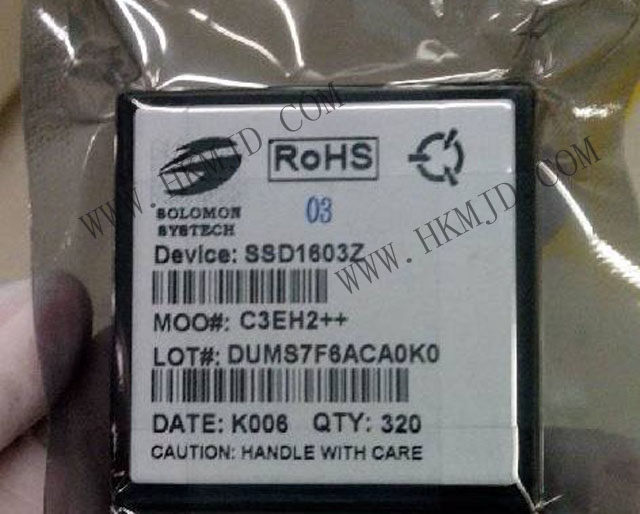 SOLOMON
SYSTECH
RoHS
03
Device: SSD1603Z
MOO#: C3EH2++
LOT#: DUMS7F6ACA0K0
DATE: K006 QTY: 320
CAUTION: HANDLE WITH CARE
WWW.HKMJD.COM
WWW.HKMJD.COM